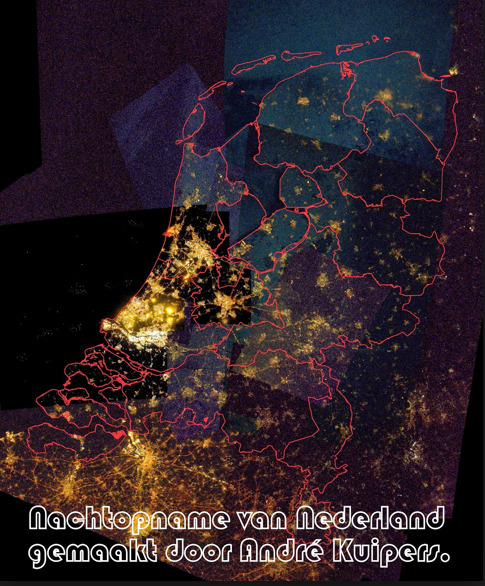 Nachtopname van Nederland
gemaakt door André Kuipers.